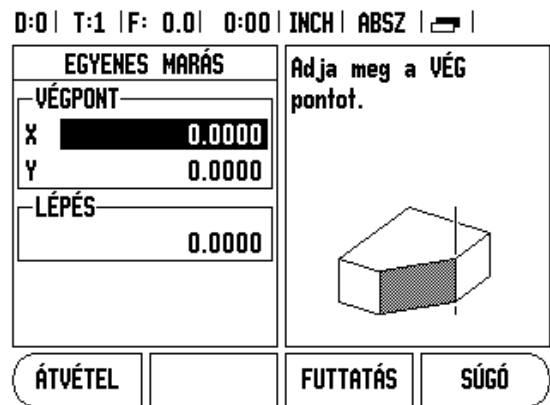 D:0 | T:1 | F: 0.0 | 0:00 | INCH | ABSZ |
EGYENES MARÁS
VÉGPONT
X 0.0000
Y 0.0000
LÉPÉS
0.0000
Adja meg a VÉG
pontot.
ÁTVÉTEL
FUTTATÁS
SÚGÓ